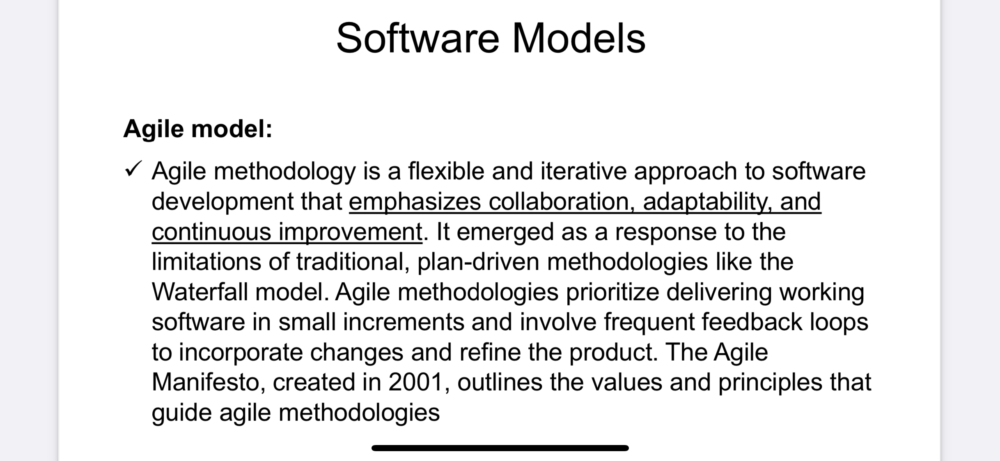 Software Models
Agile model:
✓ Agile methodology is a flexible and iterative approach to software
development that emphasizes collaboration, adaptability, and
continuous improvement. It emerged as a response to the
limitations of traditional, plan-driven methodologies like the
Waterfall model. Agile methodologies prioritize delivering working
software in small increments and involve frequent feedback loops
to incorporate changes and refine the product. The Agile
Manifesto, created in 2001, outlines the values and principles that
guide agile methodologies